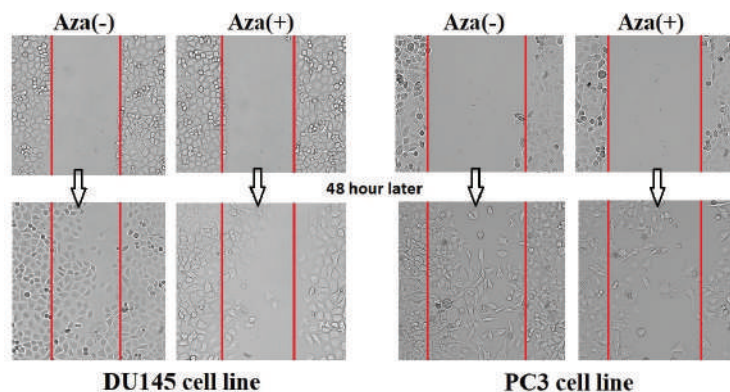 Aza(-) Aza(+) Aza(-) Aza(+)
48 hour later
DU145 cell line PC3 cell line